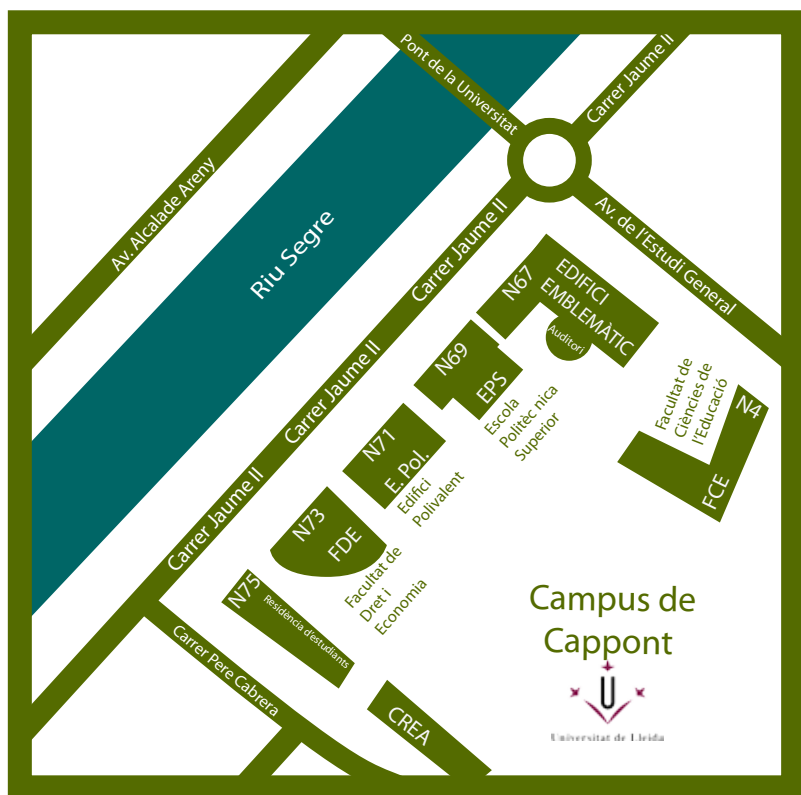 Pont de la Universitat
Carrer Jaume II
Av. Alcalade Areny
Riu Segre
Carrer Jaume II
Av. de l'Estudi General
N67
EDIFICI
EMBLEMÀTIC
Auditori
Carrer Jaume II
N69
EPS
Escola
Politèc nica
Superior
Facultat de
Ciències de
l'Educació
N4
FCE
N71
E. Pol.
Edifici
Polivalent
Carrer Jaume II
N73
FDE
Facultat de
Dret i
Economia
N75
Residència d'estudiants
Carrer Pere Cabrera
CREA
Campus de
Cappont
U
Universitat de Lleida